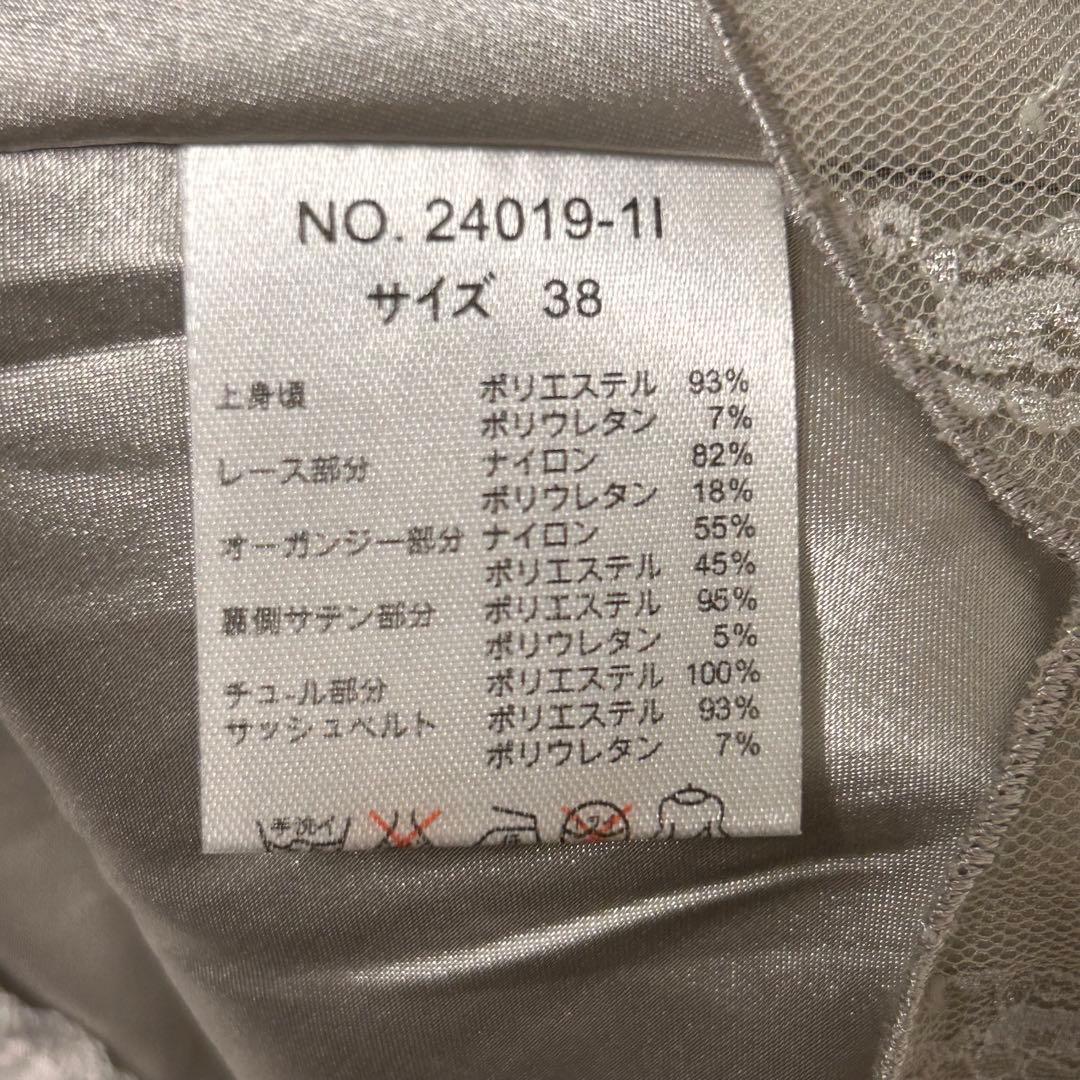 NO. 24019-1I
サイズ 38
上身頃 ポリエステル 93%
ポリウレタン 7%
レース部分 ナイロン 82%
ポリウレタン 18%
オーガンジー部分 ナイロン 55%
ポリエステル 45%
裏側サテン部分 ポリエステル 95%
ポリウレタン 5%
チュール部分 ポリエステル 100%
サッシュベルト ポリエステル 93%
ポリウレタン 7%
手洗イ